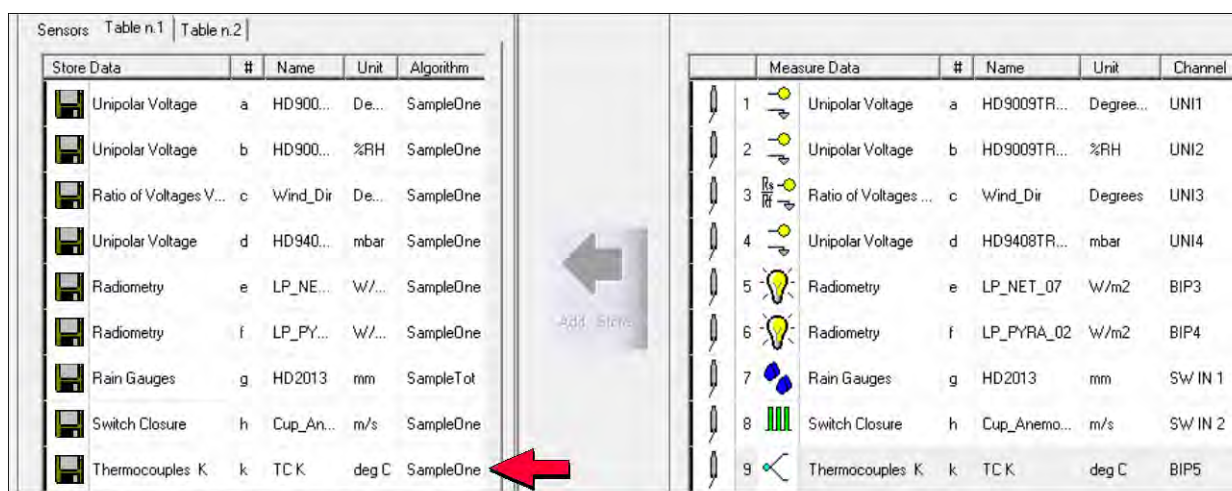 Sensors Table n.1 Table n.2
Store Data # Name Unit Algorithm
Unipolar Voltage a HD900... De... SampleOne
Unipolar Voltage b HD900... %RH SampleOne
Ratio of Voltages V... c Wind_Dir De... SampleOne
Unipolar Voltage d HD940... mbar SampleOne
Radiometry e LP_NE... W/... SampleOne
Radiometry f LP_PY... W/... SampleOne
Rain Gauges g HD2013 mm SampleTot
Switch Closure h Cup_An... m/s SampleOne
Thermocouples K k TC K deg C SampleOne
Add Store
Measure Data # Name Unit Channel
1 Unipolar Voltage a HD9009TR... Degree... UNI1
2 Unipolar Voltage b HD9009TR... %RH UNI2
3 Rs Rf Ratio of Voltages ... c Wind_Dir Degrees UNI3
4 Unipolar Voltage d HD9408TR... mbar UNI4
5 Radiometry e LP_NET_07 W/m2 BIP3
6 Radiometry f LP_PYRA_02 W/m2 BIP4
7 Rain Gauges g HD2013 mm SW IN 1
8 Switch Closure h Cup_Anemo... m/s SW IN 2
9 Thermocouples K k TC K deg C BIP5